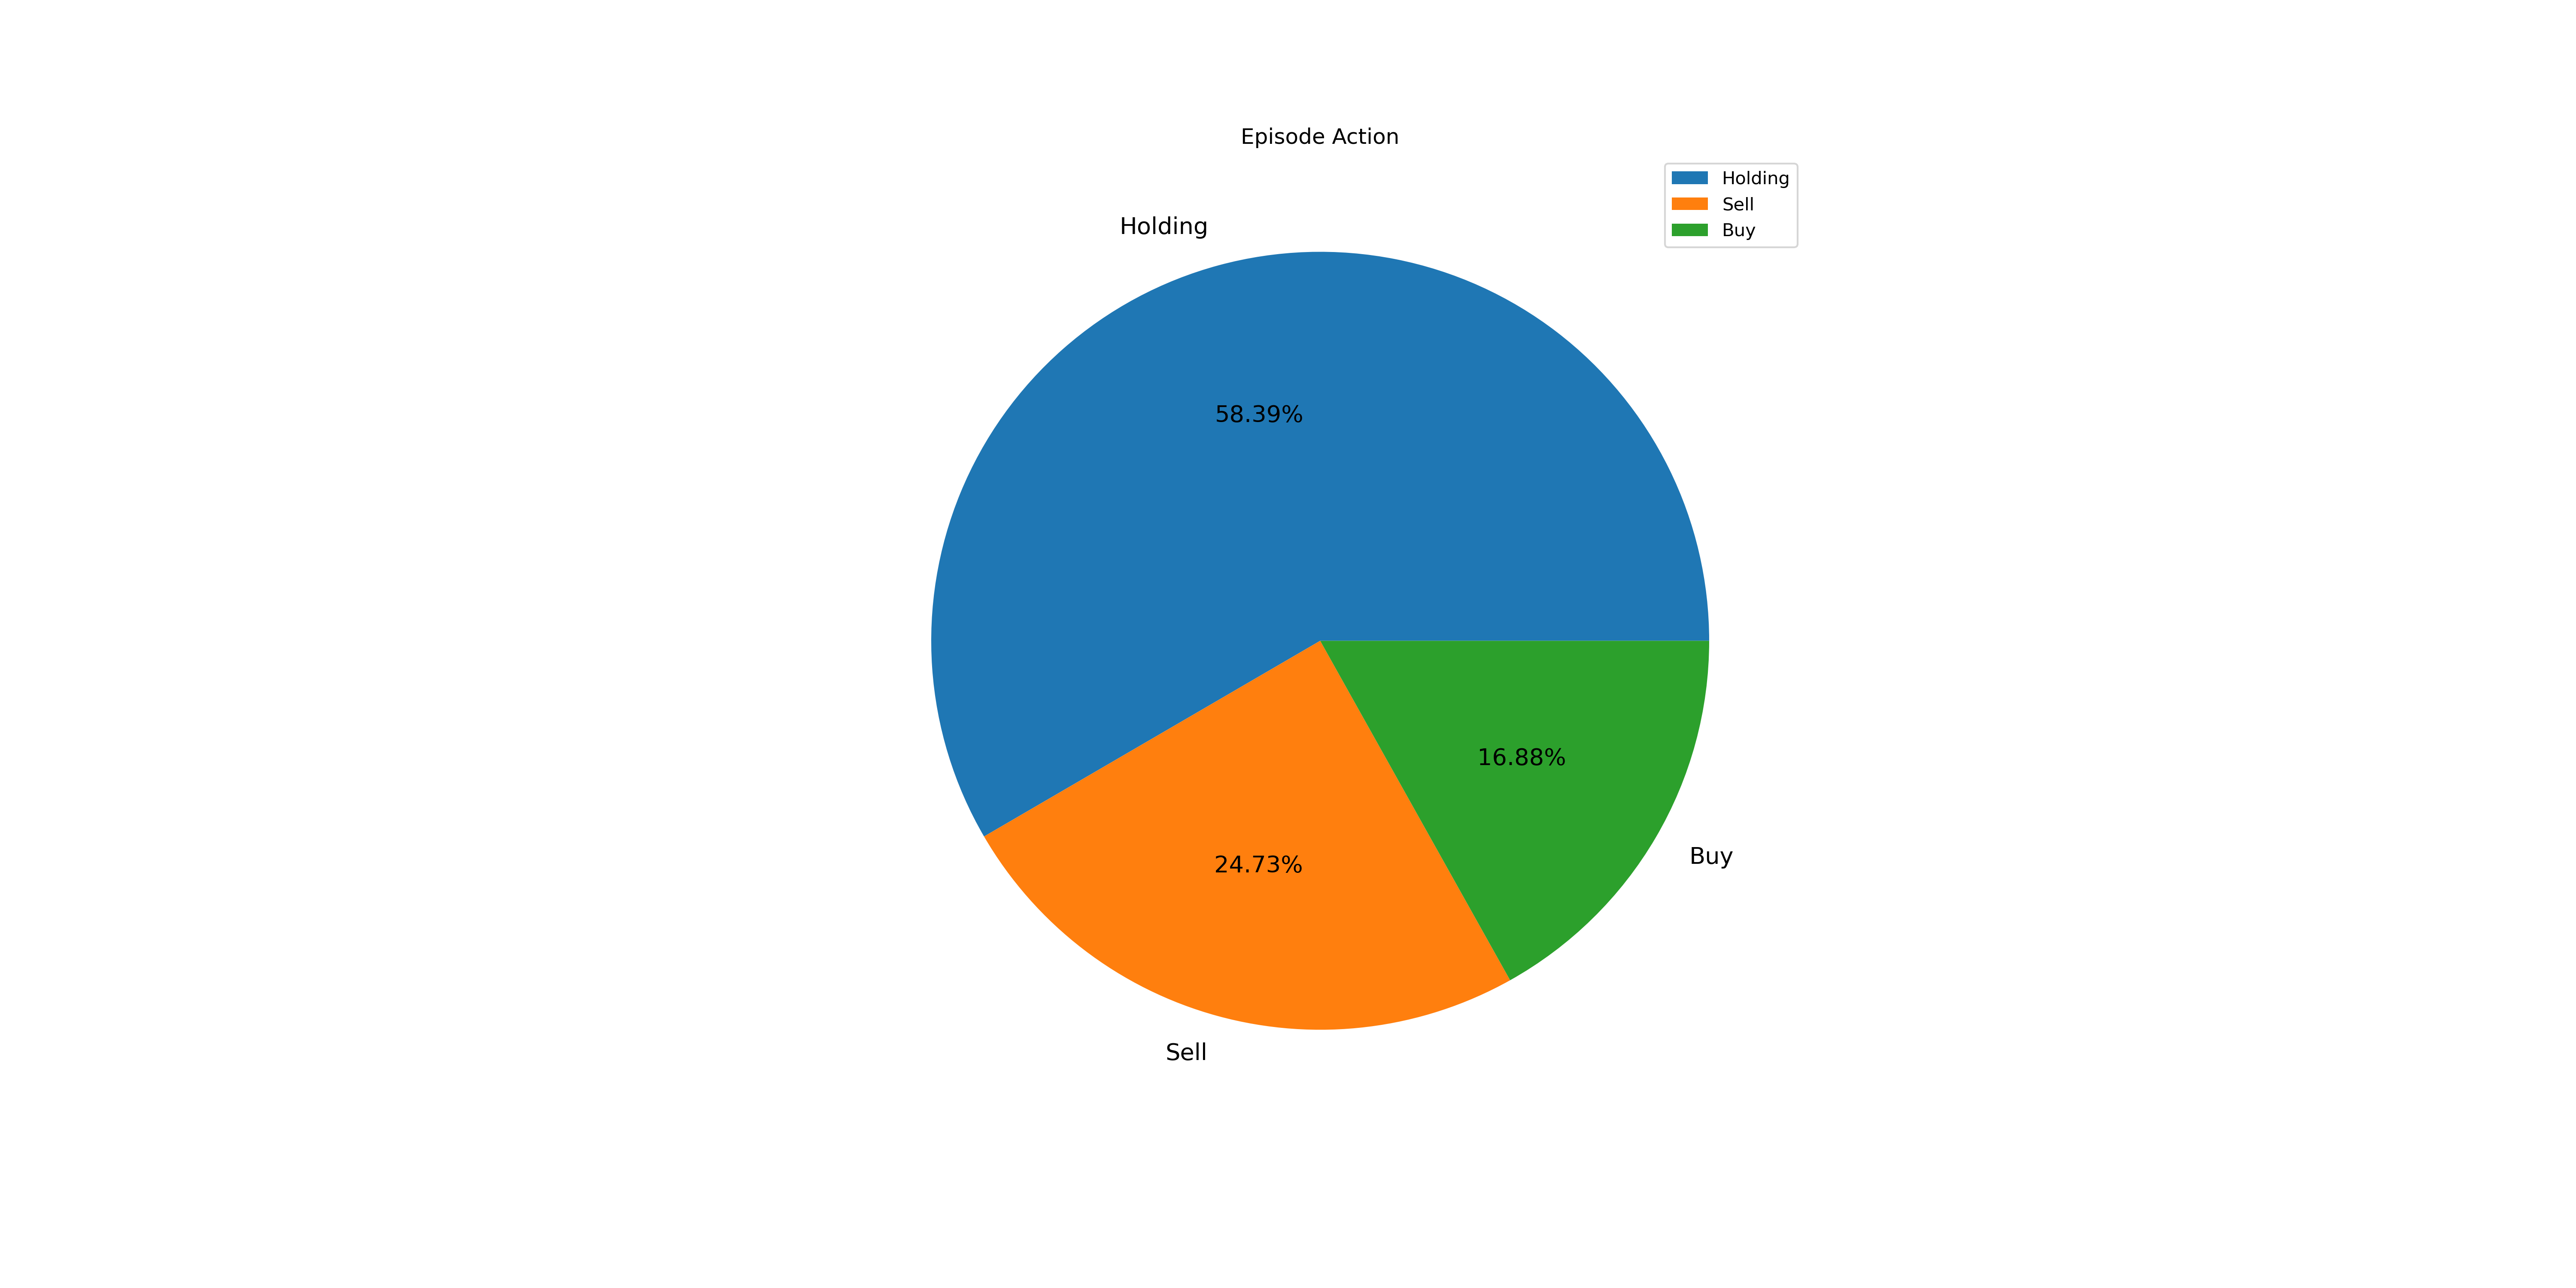 Episode Action
Holding
Sell
Buy
Holding
58.39%
16.88%
Buy
24.73%
Sell